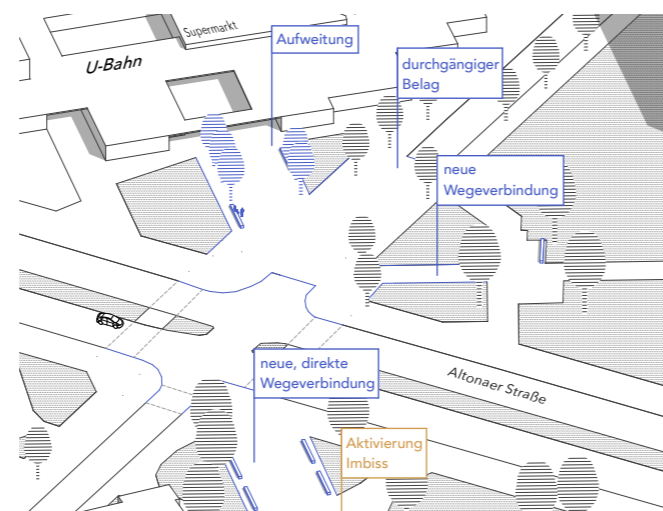 Supermarkt
U-Bahn
Aufweitung
durchgängiger
Belag
neue
Wegeverbindung
neue, direkte
Wegeverbindung
Altonaer Straße
Aktivierung
Imbiss